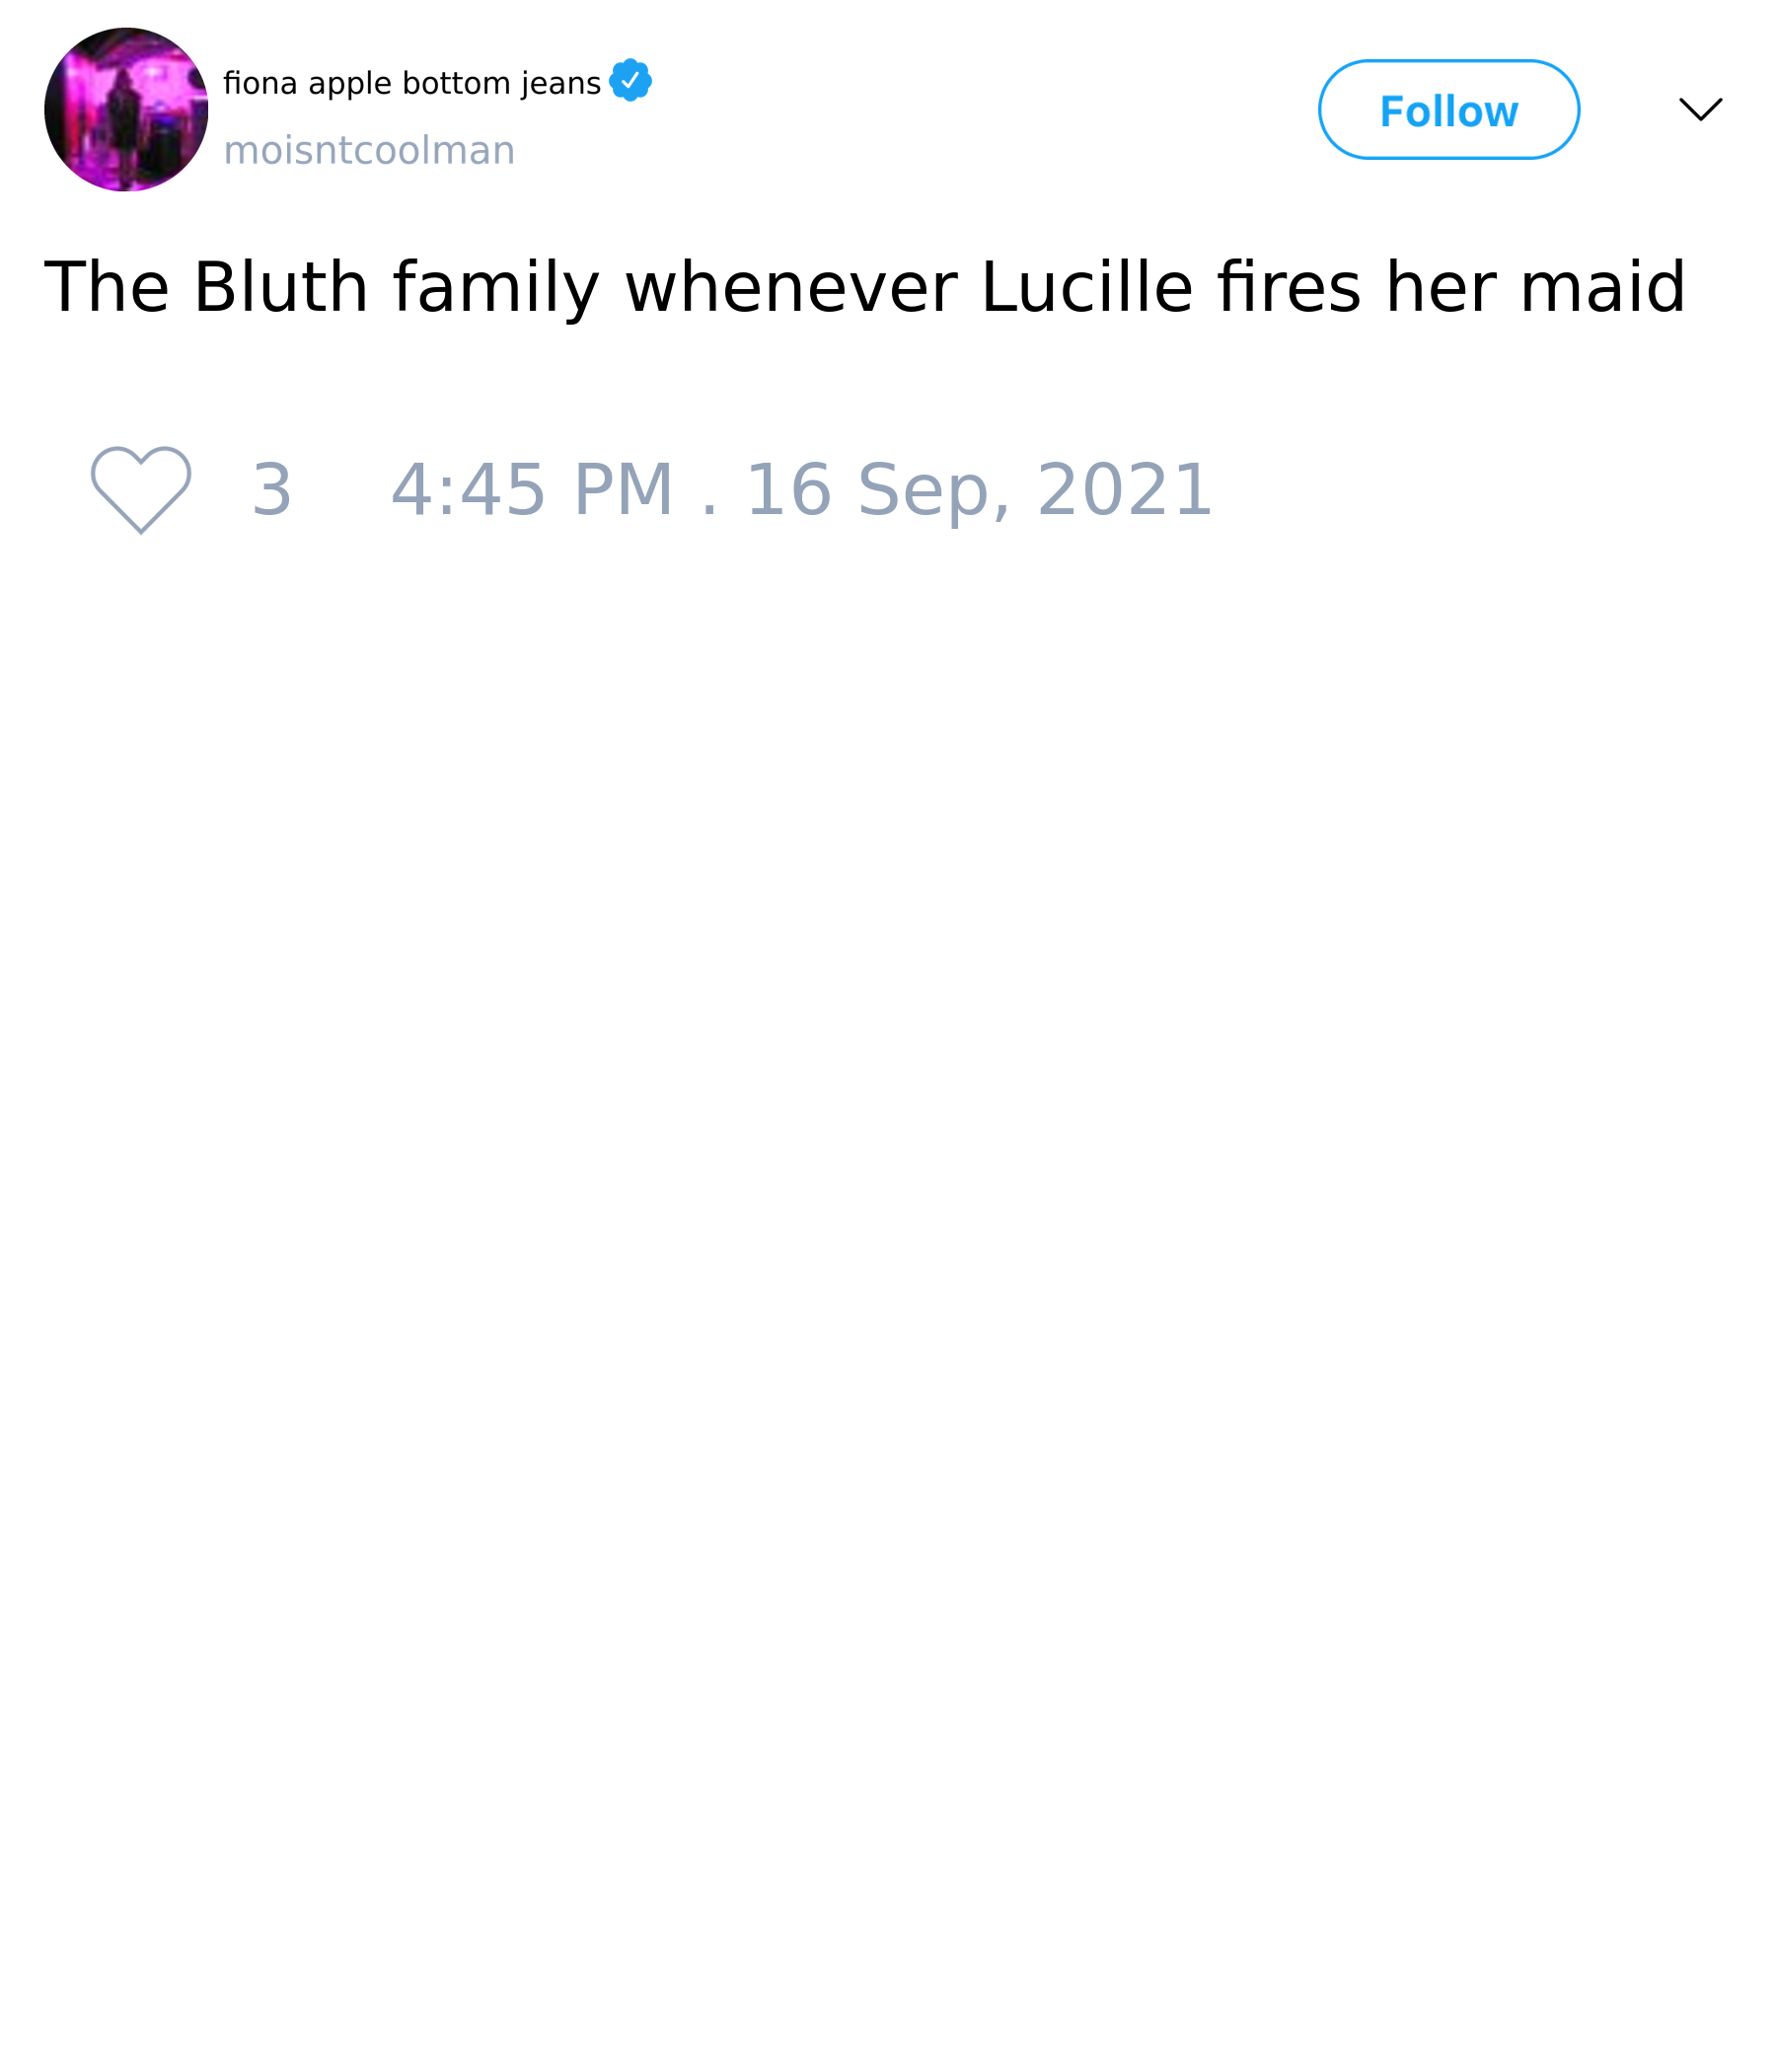 fiona apple bottom jeans
Follow
moisntcoolman
The Bluth family whenever Lucille fires her maid
3 4:45 PM . 16 Sep, 2021